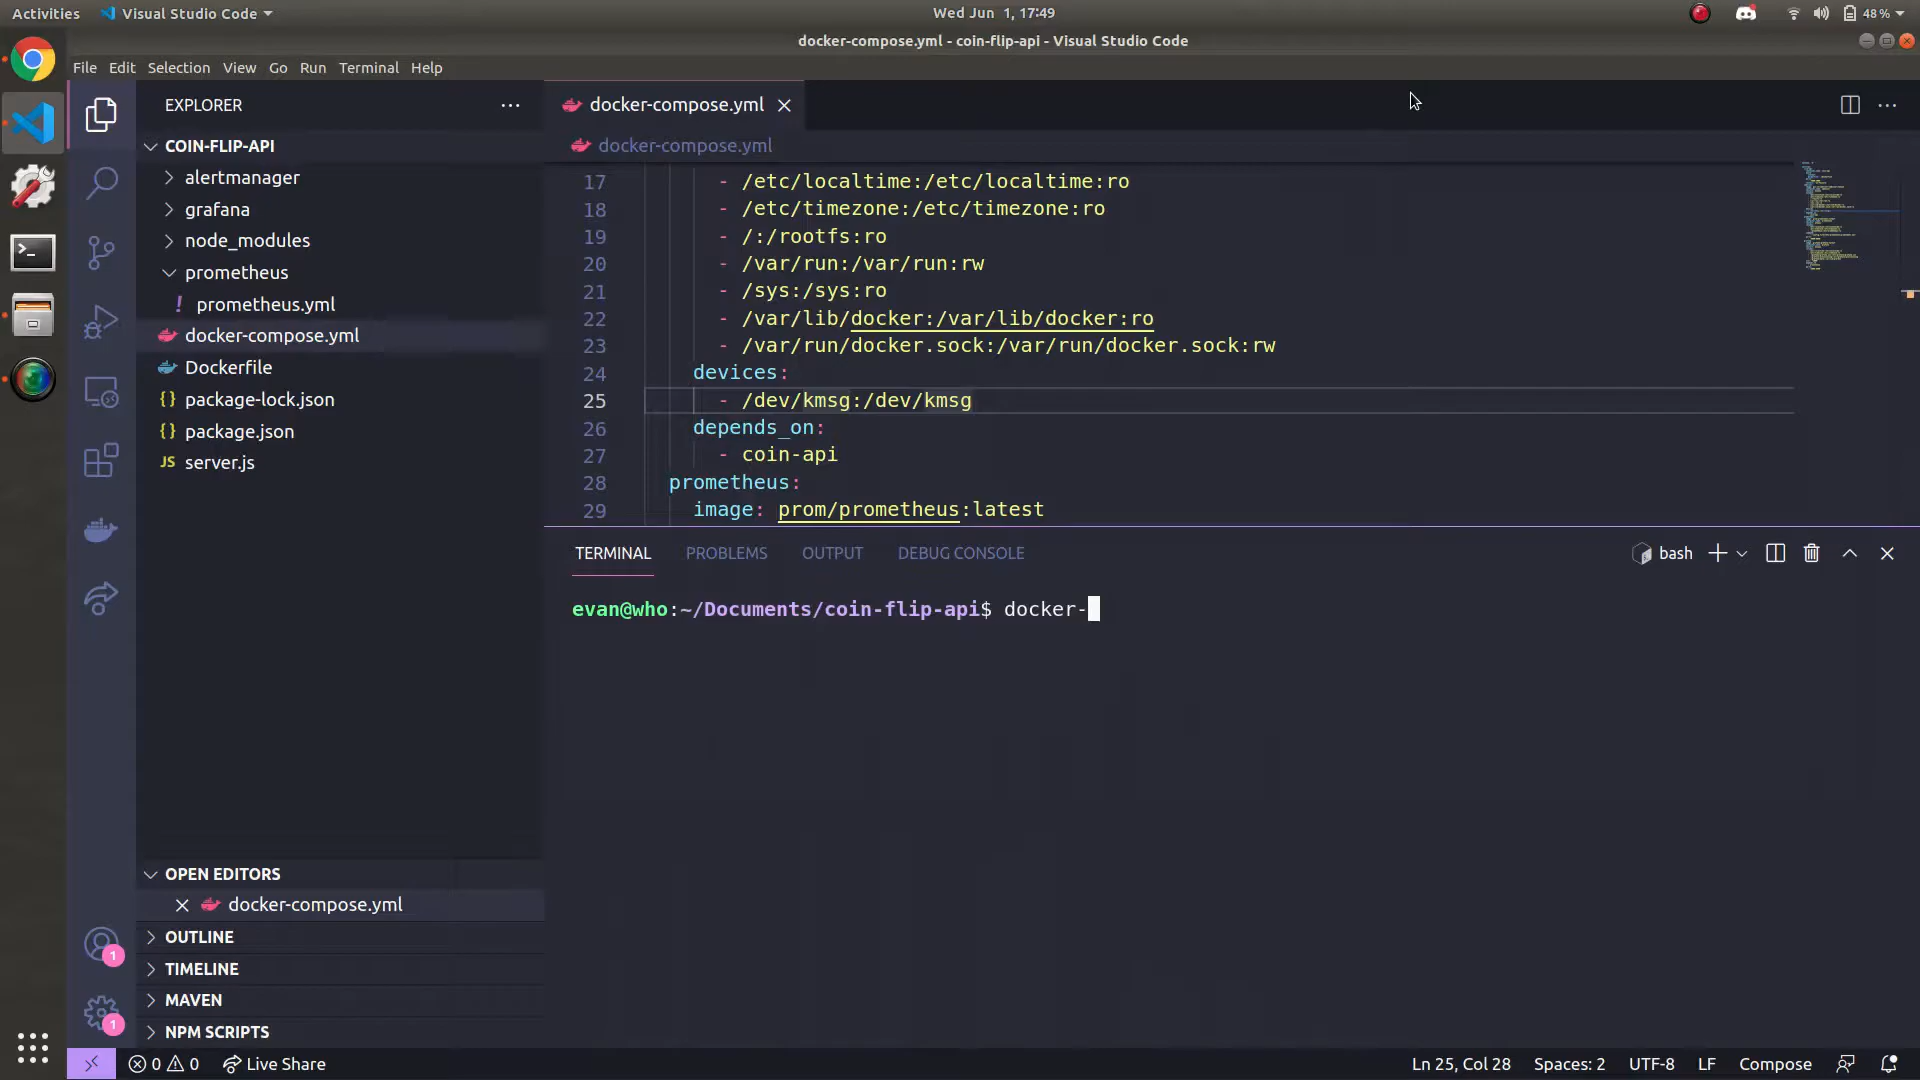 Activities Visual Studio Code Wed Jun 1, 17:49 48 %
docker-compose.yml - coin-flip-api - Visual Studio Code
File Edit Selection View Go Run Terminal Help
EXPLORER
COIN-FLIP-API
alertmanager
grafana
node_modules
prometheus
! prometheus.yml
docker-compose.yml
Dockerfile
{} package-lock.json
{} package.json
JS server.js
OPEN EDITORS
docker-compose.yml
OUTLINE
TIMELINE
MAVEN
NPM SCRIPTS
1
1
docker-compose.yml
docker-compose.yml
17 - /etc/localtime:/etc/localtime:ro
18 - /etc/timezone:/etc/timezone:ro
19 - /:/rootfs:ro
20 - /var/run:/var/run:rw
21 - /sys:/sys:ro
22 - /var/lib/docker:/var/lib/docker:ro
23 - /var/run/docker.sock:/var/run/docker.sock:rw
24 devices:
25 - /dev/kmsg:/dev/kmsg
26 depends_on:
27 - coin-api
28 prometheus:
29 image: prom/prometheus:latest
TERMINAL PROBLEMS OUTPUT DEBUG CONSOLE bash
evan@who:~/Documents/coin-flip-api$ docker-
0 0 Live Share Ln 25, Col 28 Spaces: 2 UTF-8 LF Compose